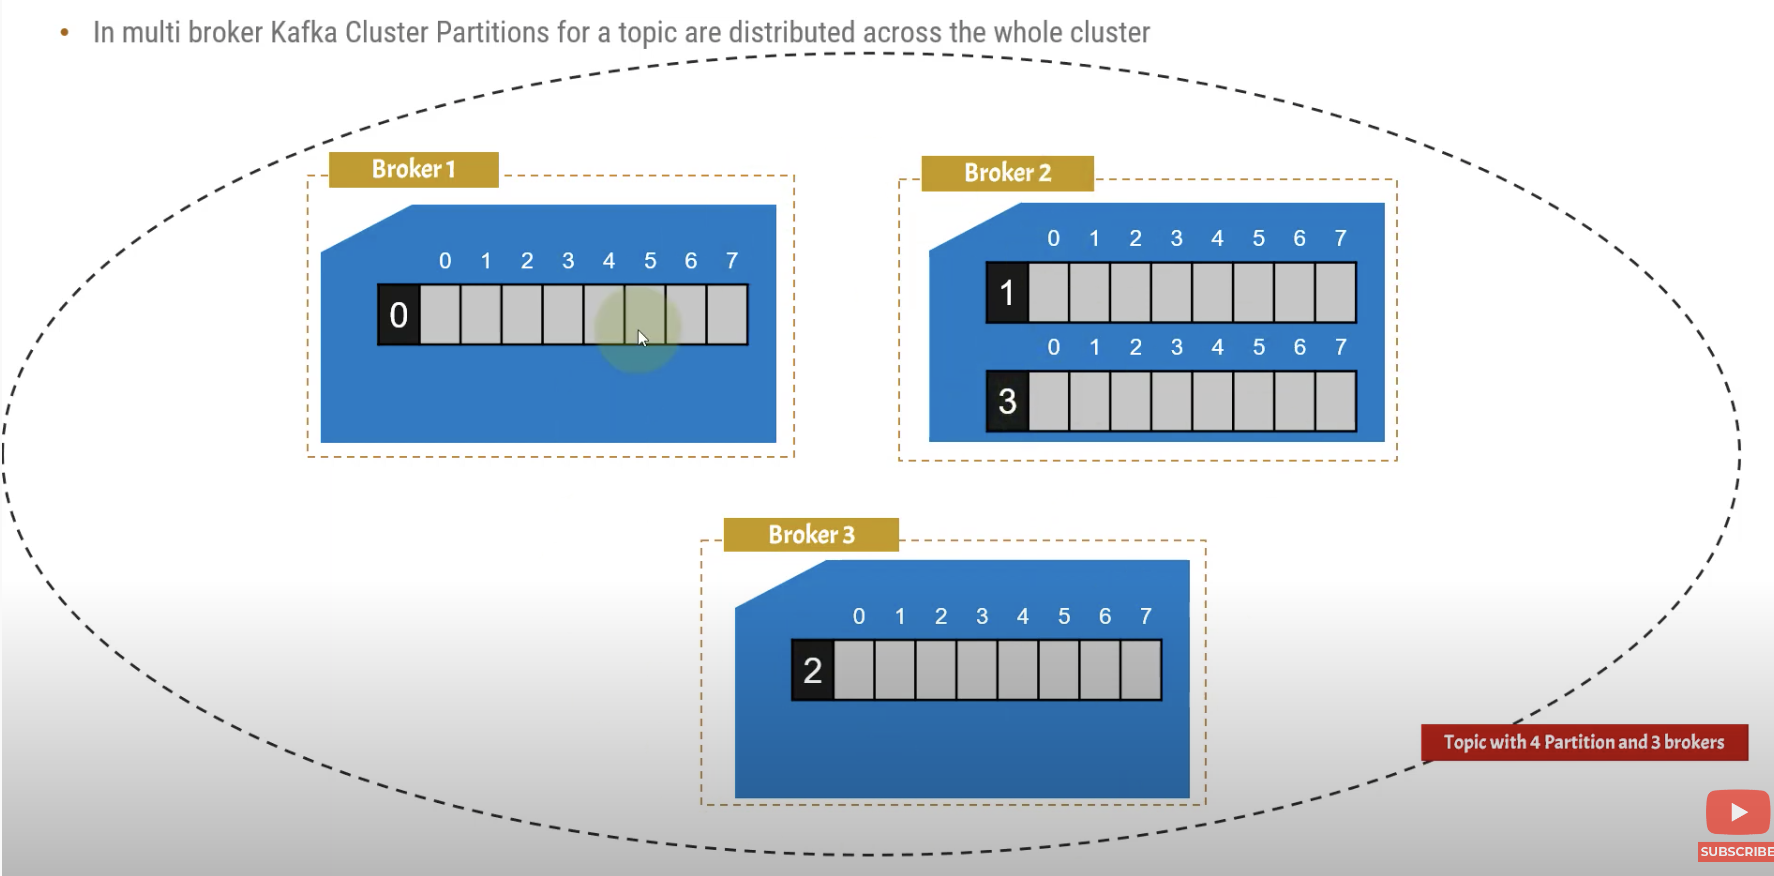 • In multi broker Kafka Cluster Partitions for a topic are distributed across the whole cluster
Broker 1
0 1 2 3 4 5 6 7
0
Broker 2
0 1 2 3 4 5 6 7
1
0 1 2 3 4 5 6 7
3
Broker 3
0 1 2 3 4 5 6 7
2
Topic with 4 Partition and 3 brokers
SUBSCRIBE